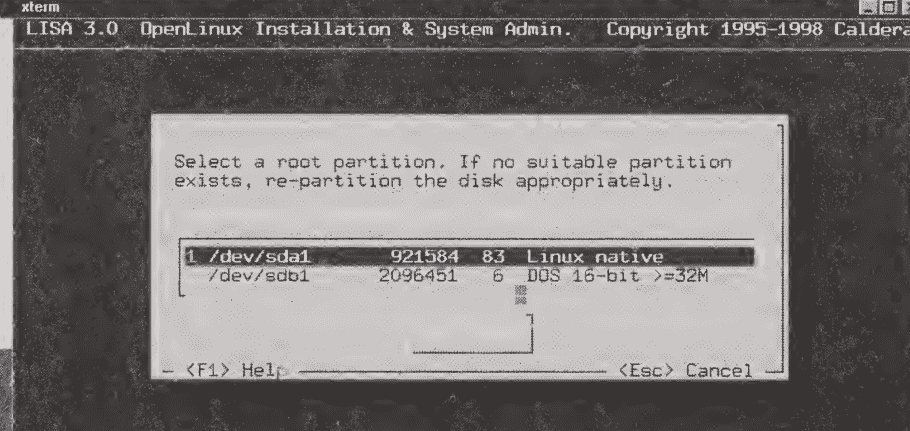 xterm
LISA 3.0 OpenLinux Installation & System Admin. Copyright 1995-1998 Caldera
Select a root partition. If no suitable partition
exists, re-partition the disk appropriately.
1 /dev/sda1 921584 83 Linux native
/dev/sdb1 2096451 6 DOS 16-bit >=32M
<F1> Help <Esc> Cancel